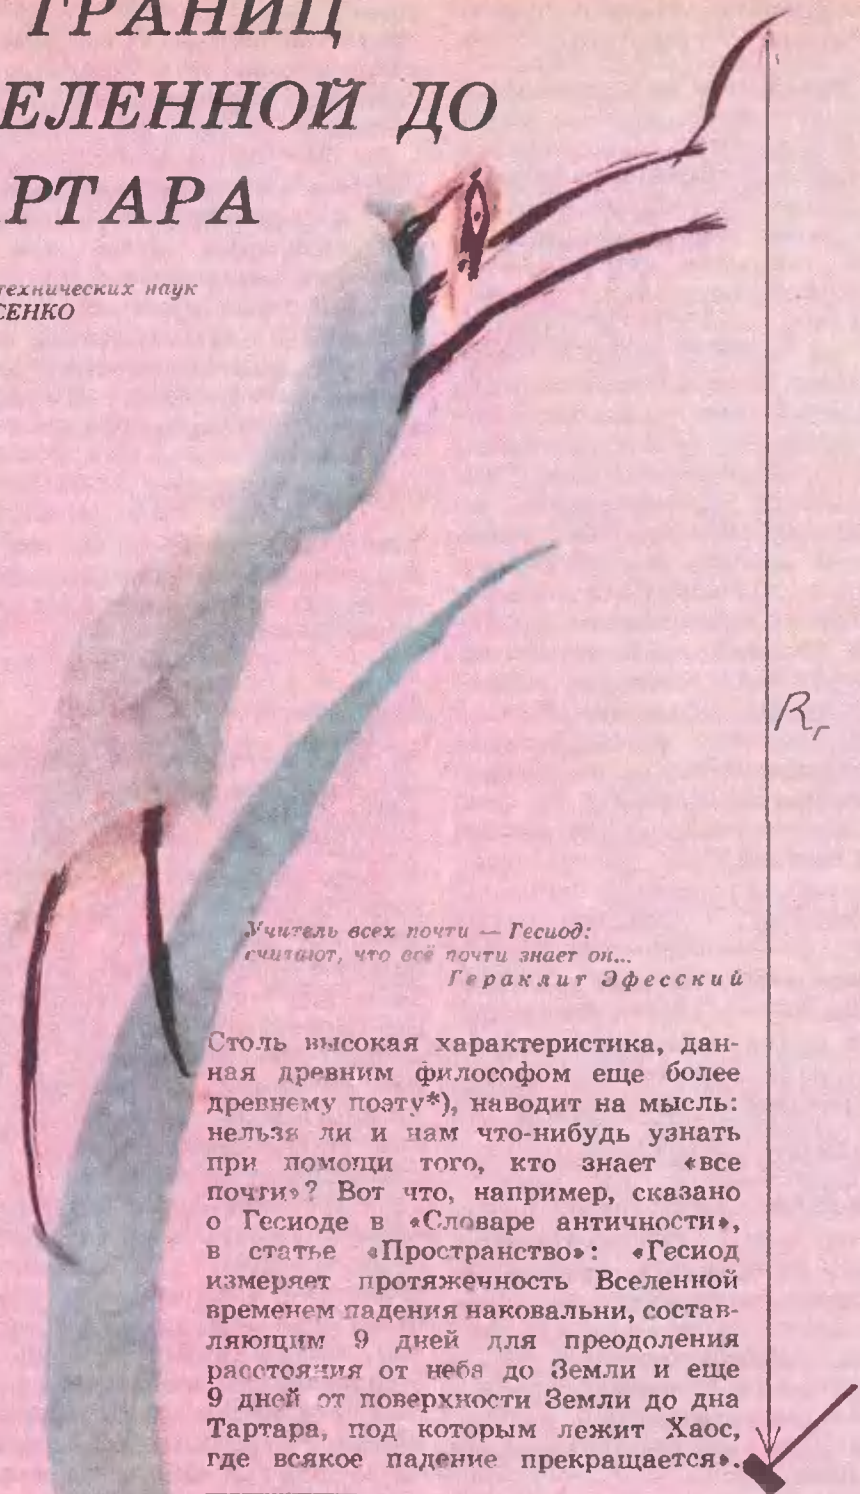 ГРАНИЦ
ЕЛЕННОЙ ДО
РТАРА
технических наук
СЕНКО
R_г
Учитель всех почти — Гесиод:
считают, что всё почти знает он...
Гераклит Эфесский
Столь высокая характеристика, дан-
ная древним философом еще более
древнему поэту*), наводит на мысль:
нельзя ли и нам что-нибудь узнать
при помощи того, кто знает «все
почти»? Вот что, например, сказано
о Гесиоде в «Словаре античности»,
в статье «Пространство»: «Гесиод
измеряет протяженность Вселенной
временем падения наковальни, состав-
ляющим 9 дней для преодоления
расстояния от неба до Земли и еще
9 дней от поверхности Земли до дна
Тартара, под которым лежит Хаос,
где всякое падение прекращается».